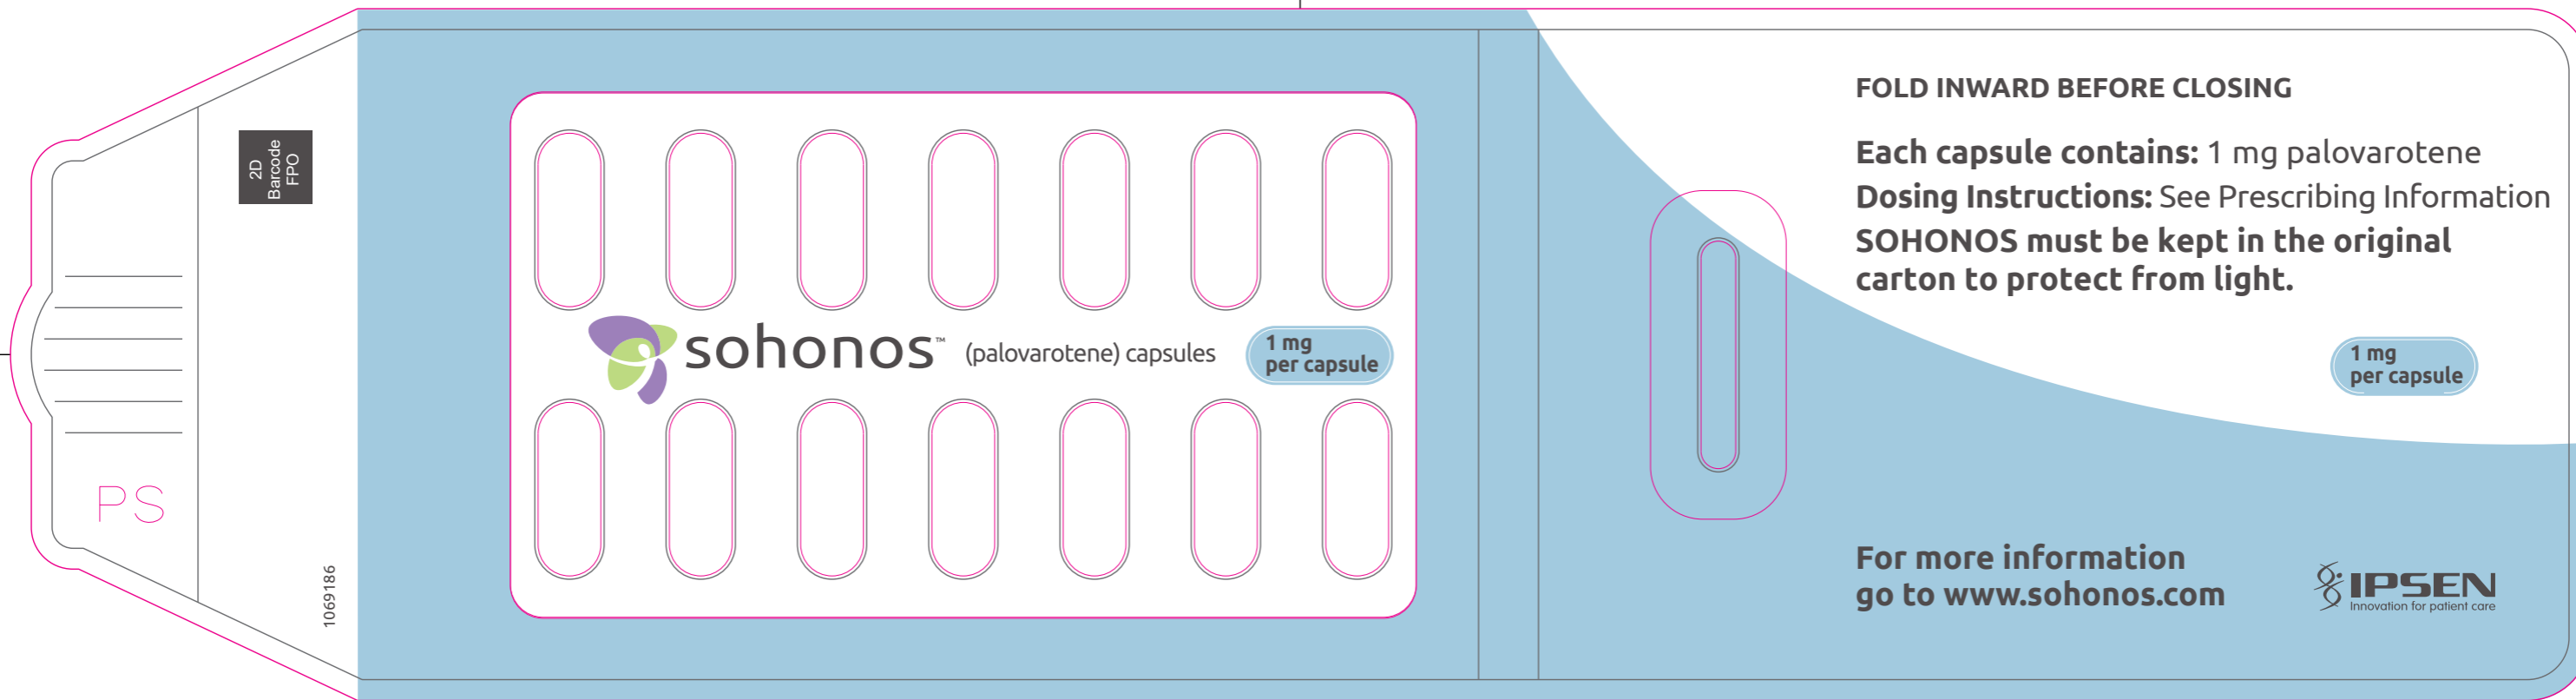 2D
Barcode
FPO
PS
1069186
sohonos™ (palovarotene) capsules
1 mg
per capsule
FOLD INWARD BEFORE CLOSING
Each capsule contains: 1 mg palovarotene
Dosing Instructions: See Prescribing Information
SOHONOS must be kept in the original
carton to protect from light.
1 mg
per capsule
For more information
go to www.sohonos.com
IPSEN
Innovation for patient care